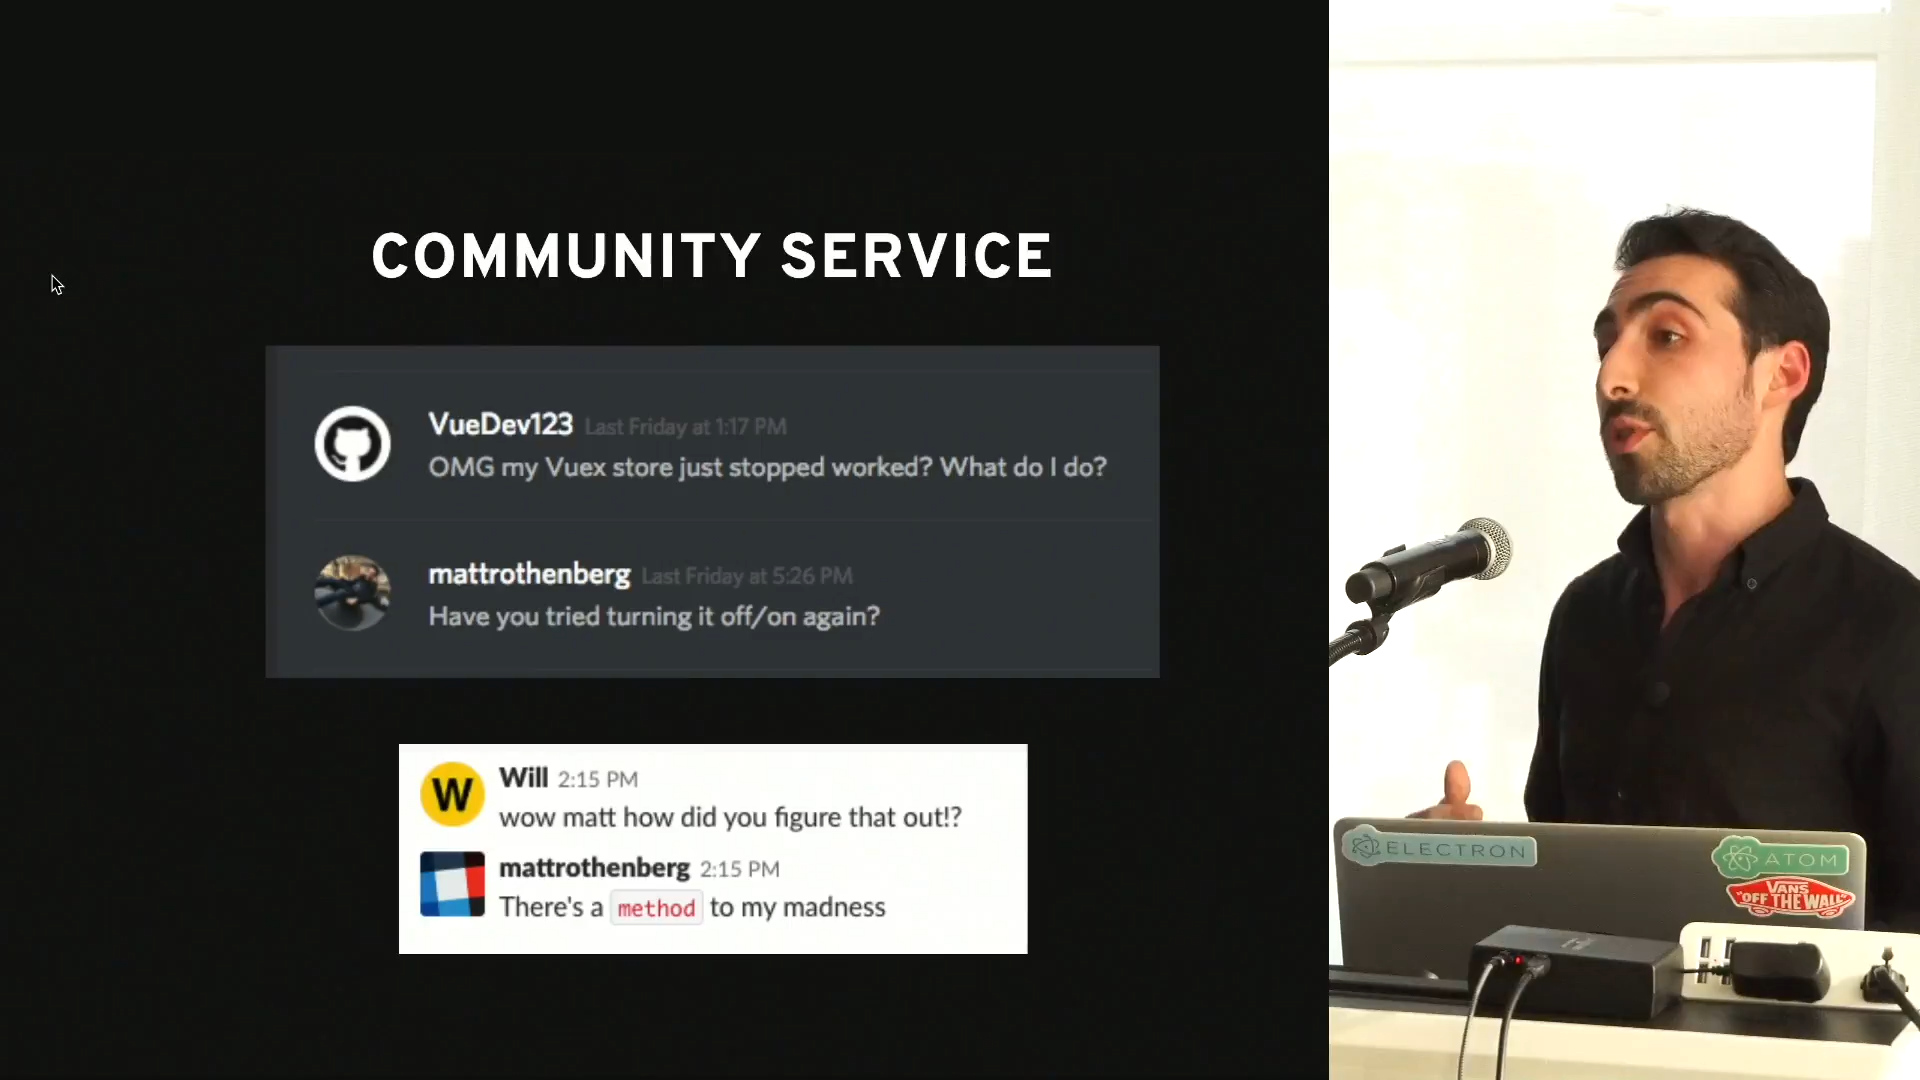 COMMUNITY SERVICE
VueDev123 Last Friday at 1:17 PM
OMG my Vuex store just stopped worked? What do I do?
mattrothenberg Last Friday at 5:26 PM
Have you tried turning it off/on again?
W
Will 2:15 PM
wow matt how did you figure that out!?
mattrothenberg 2:15 PM
There's a method to my madness
ELECTRON
ATOM
VANS
"OFF THE WALL"